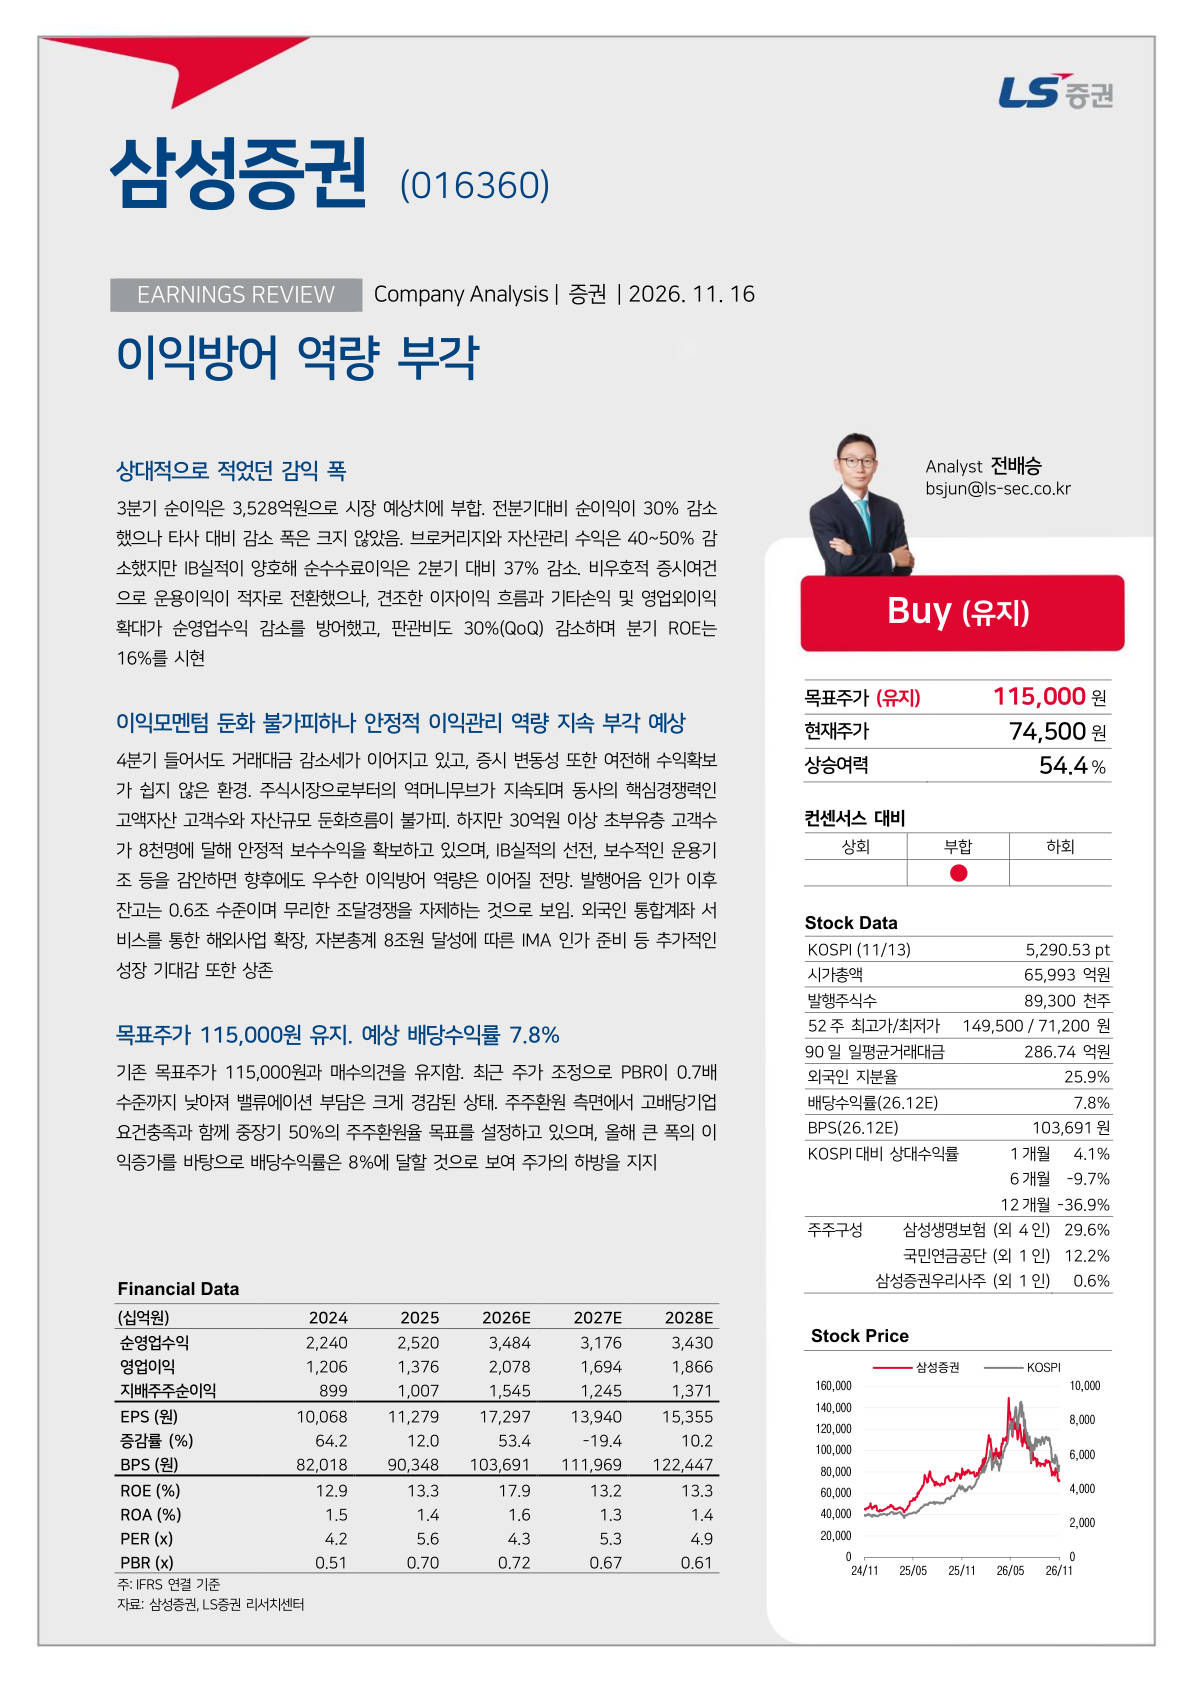 LS증권
삼성증권 (016360)
EARNINGS REVIEW Company Analysis | 증권 | 2026. 11. 16
이익방어 역량 부각
상대적으로 적었던 감익 폭
3분기 순이익은 3,528억원으로 시장 예상치에 부합. 전분기대비 순이익이 30% 감소
했으나 타사 대비 감소 폭은 크지 않았음. 브로커리지와 자산관리 수익은 40~50% 감
소했지만 IB실적이 양호해 순수수료이익은 2분기 대비 37% 감소. 비우호적 증시여건
으로 운용이익이 적자로 전환했으나, 견조한 이자이익 흐름과 기타손익 및 영업외이익
확대가 순영업수익 감소를 방어했고, 판관비도 30%(QoQ) 감소하며 분기 ROE는
16%를 시현
이익모멘텀 둔화 불가피하나 안정적 이익관리 역량 지속 부각 예상
4분기 들어서도 거래대금 감소세가 이어지고 있고, 증시 변동성 또한 여전해 수익확보
가 쉽지 않은 환경. 주식시장으로부터의 역머니무브가 지속되며 동사의 핵심경쟁력인
고액자산 고객수와 자산규모 둔화흐름이 불가피. 하지만 30억원 이상 초부유층 고객수
가 8천명에 달해 안정적 보수수익을 확보하고 있으며, IB실적의 선전, 보수적인 운용기
조 등을 감안하면 향후에도 우수한 이익방어 역량은 이어질 전망. 발행어음 인가 이후
잔고는 0.6조 수준이며 무리한 조달경쟁을 자제하는 것으로 보임. 외국인 통합계좌 서
비스를 통한 해외사업 확장, 자본총계 8조원 달성에 따른 IMA 인가 준비 등 추가적인
성장 기대감 또한 상존
목표주가 115,000원 유지. 예상 배당수익률 7.8%
기존 목표주가 115,000원과 매수의견을 유지함. 최근 주가 조정으로 PBR이 0.7배
수준까지 낮아져 밸류에이션 부담은 크게 경감된 상태. 주주환원 측면에서 고배당기업
요건충족과 함께 중장기 50%의 주주환원율 목표를 설정하고 있으며, 올해 큰 폭의 이
익증가를 바탕으로 배당수익률은 8%에 달할 것으로 보여 주가의 하방을 지지
Financial Data
(십억원) 2024 2025 2026E 2027E 2028E
순영업수익 2,240 2,520 3,484 3,176 3,430
영업이익 1,206 1,376 2,078 1,694 1,866
지배주주순이익 899 1,007 1,545 1,245 1,371
EPS (원) 10,068 11,279 17,297 13,940 15,355
증감률 (%) 64.2 12.0 53.4 -19.4 10.2
BPS (원) 82,018 90,348 103,691 111,969 122,447
ROE (%) 12.9 13.3 17.9 13.2 13.3
ROA (%) 1.5 1.4 1.6 1.3 1.4
PER (x) 4.2 5.6 4.3 5.3 4.9
PBR (x) 0.51 0.70 0.72 0.67 0.61
주: IFRS 연결 기준
자료: 삼성증권, LS증권 리서치센터
Analyst 전배승
bsjun@ls-sec.co.kr
Buy (유지)
목표주가 (유지) 115,000 원
현재주가 74,500 원
상승여력 54.4 %
컨센서스 대비
상회 부합 하회
Stock Data
KOSPI (11/13) 5,290.53 pt
시가총액 65,993 억원
발행주식수 89,300 천주
52 주 최고가/최저가 149,500 / 71,200 원
90 일 일평균거래대금 286.74 억원
외국인 지분율 25.9%
배당수익률(26.12E) 7.8%
BPS(26.12E) 103,691 원
KOSPI 대비 상대수익률 1 개월 4.1%
6 개월 -9.7%
12 개월 -36.9%
주주구성 삼성생명보험 (외 4 인) 29.6%
국민연금공단 (외 1 인) 12.2%
삼성증권우리사주 (외 1 인) 0.6%
Stock Price
삼성증권 KOSPI
160,000 10,000
140,000
120,000 8,000
100,000 6,000
80,000
60,000 4,000
40,000
20,000 2,000
0 0
24/11 25/05 25/11 26/05 26/11